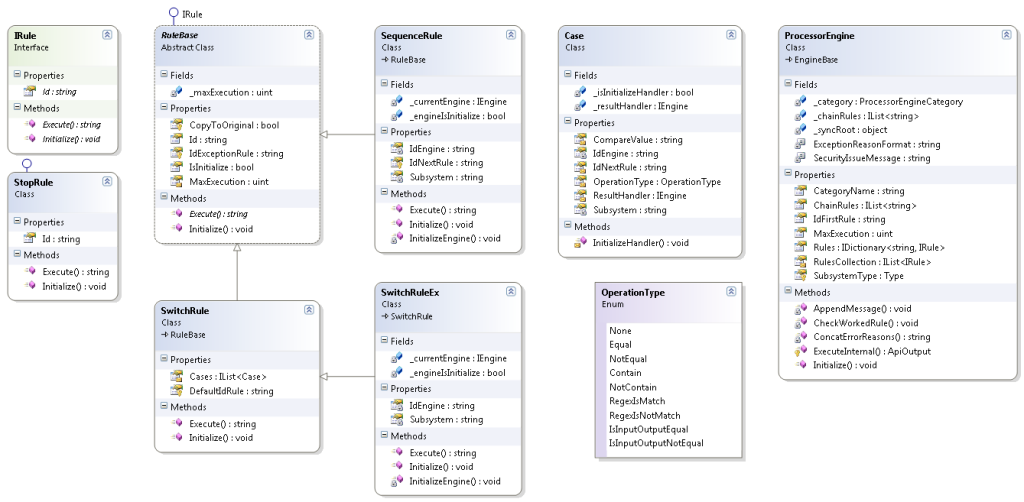 IRule
Interface
Properties
Id : string
Methods
Execute() : string
Initialize() : void
StopRule
Class
Properties
Id : string
Methods
Execute() : string
Initialize() : void
IRule
RuleBase
Abstract Class
Fields
_maxExecution : uint
Properties
CopyToOriginal : bool
Id : string
IdExceptionRule : string
IsInitialize : bool
MaxExecution : uint
Methods
Execute() : string
Initialize() : void
SwitchRule
Class
RuleBase
Properties
Cases : IList<Case>
DefaultIdRule : string
Methods
Execute() : string
Initialize() : void
SequenceRule
Class
RuleBase
Fields
_currentEngine : IEngine
_engineIsInitialize : bool
Properties
IdEngine : string
IdNextRule : string
Subsystem : string
Methods
Execute() : string
Initialize() : void
InitializeEngine() : void
SwitchRuleEx
Class
SwitchRule
Fields
_currentEngine : IEngine
_engineIsInitialize : bool
Properties
IdEngine : string
Subsystem : string
Methods
Execute() : string
Initialize() : void
InitializeEngine() : void
Case
Class
Fields
_isInitializeHandler : bool
_resultHandler : IEngine
Properties
CompareValue : string
IdEngine : string
IdNextRule : string
OperationType : OperationType
ResultHandler : IEngine
Subsystem : string
Methods
InitializeHandler() : void
OperationType
Enum
None
Equal
NotEqual
Contain
NotContain
RegexIsMatch
RegexIsNotMatch
IsInputOutputEqual
IsInputOutputNotEqual
ProcessorEngine
Class
EngineBase
Fields
_category : ProcessorEngineCategory
_chainRules : IList<string>
_syncRoot : object
ExceptionReasonFormat : string
SecurityIssueMessage : string
Properties
CategoryName : string
ChainRules : IList<string>
IdFirstRule : string
MaxExecution : uint
Rules : IDictionary<string, IRule>
RulesCollection : IList<IRule>
SubsystemType : Type
Methods
AppendMessage() : void
CheckWorkedRule() : void
ConcatErrorReasons() : string
ExecuteInternal() : ApiOutput
Initialize() : void